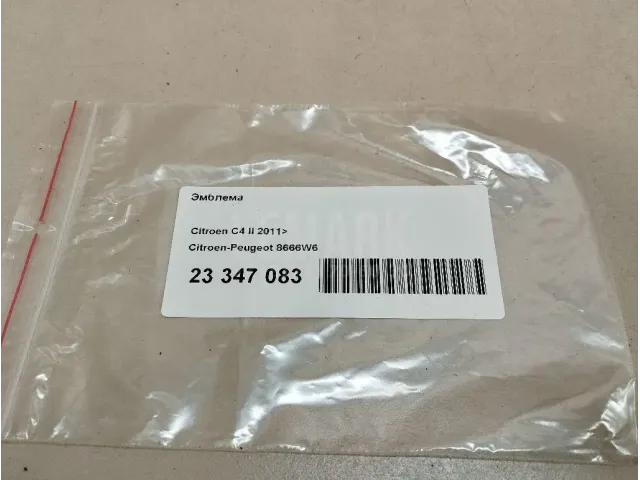 Эмблема
Citroen C4 II 2011>
Citroen-Peugeot 8666W6
23 347 083